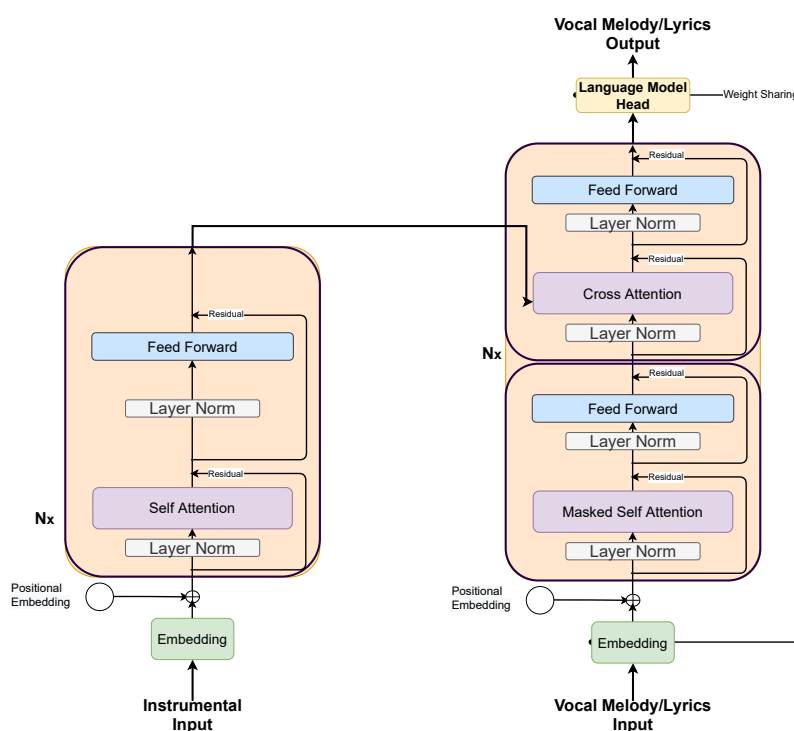 Vocal Melody/Lyrics
Output
Language Model
Head
Weight Sharing
Residual
Feed Forward
Layer Norm
Residual
Cross Attention
Layer Norm
Nx
Residual
Feed Forward
Layer Norm
Residual
Masked Self Attention
Layer Norm
Positional
Embedding
Embedding
Vocal Melody/Lyrics
Input
Residual
Feed Forward
Layer Norm
Residual
Self Attention
Nx
Layer Norm
Positional
Embedding
Embedding
Instrumental
Input